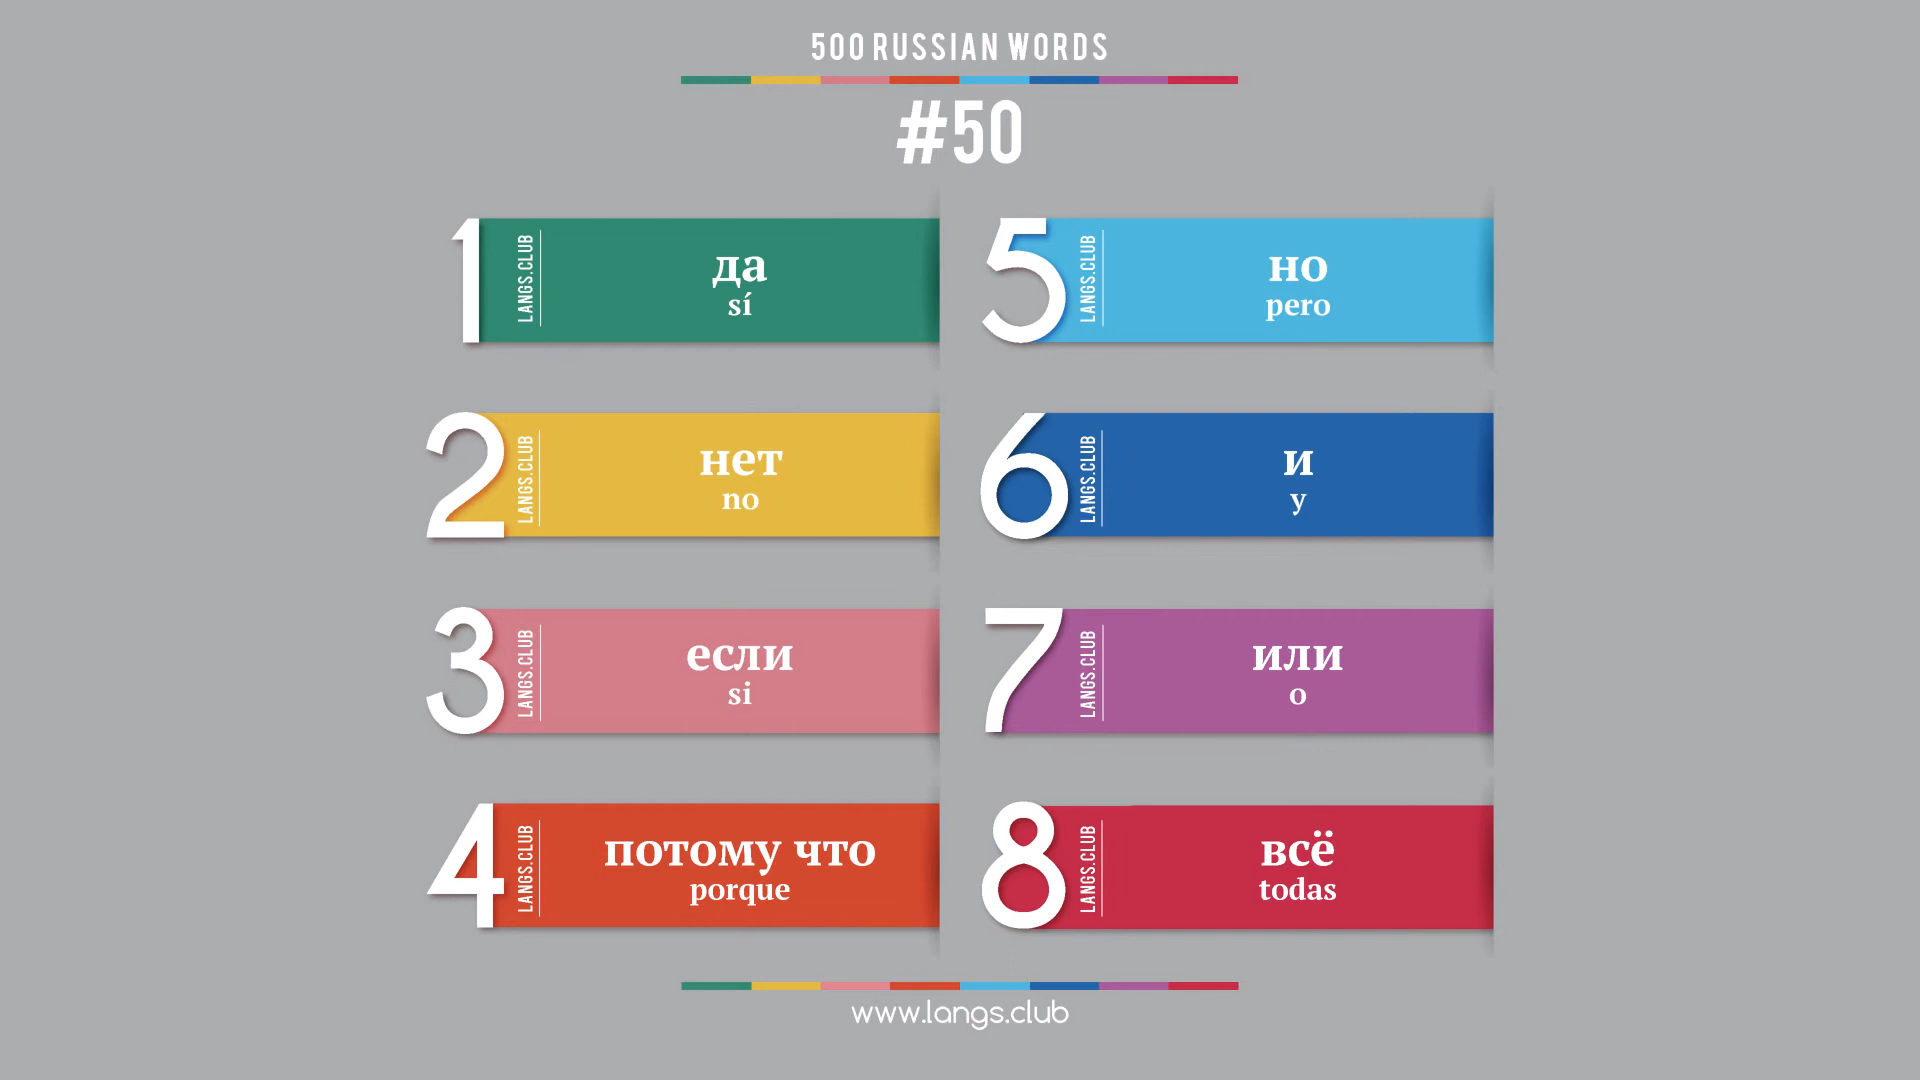 500 RUSSIAN WORDS
#50
1
LANGS.CLUB
да
sí
2
LANGS.CLUB
нет
no
3
LANGS.CLUB
если
si
4
LANGS.CLUB
потому что
porque
5
LANGS.CLUB
но
pero
6
LANGS.CLUB
и
y
7
LANGS.CLUB
или
o
8
LANGS.CLUB
всё
todas
www.langs.club